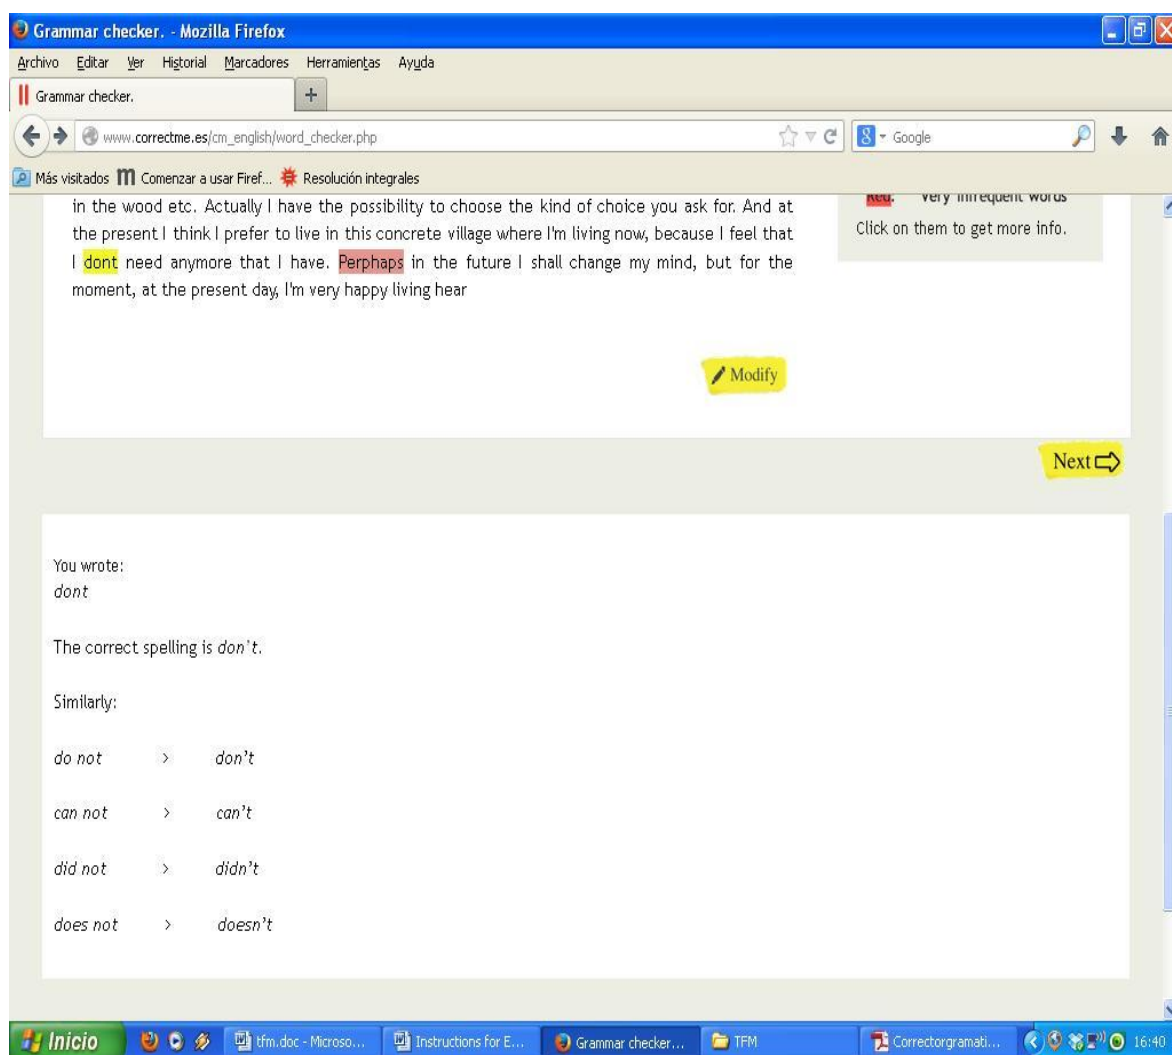 Grammar checker. - Mozilla Firefox
Archivo Editar Ver Historial Marcadores Herramientas Ayuda
Grammar checker.
www.correctme.es/cm_english/word_checker.php
Google
Más visitados Comenzar a usar Firef... Resolución integrales
in the wood etc. Actually I have the possibility to choose the kind of choice you ask for. And at
the present I think I prefer to live in this concrete village where I'm living now, because I feel that
I dont need anymore that I have. Perphaps in the future I shall change my mind, but for the
moment, at the present day, I'm very happy living hear
Red: Very infrequent words
Click on them to get more info.
Modify
Next
You wrote:
dont
The correct spelling is don't.
Similarly:
do not > don't
can not > can't
did not > didn't
does not > doesn't
Inicio tfm.doc - Microso... Instructions for E... Grammar checker... TFM Correctorgramati... 16:40